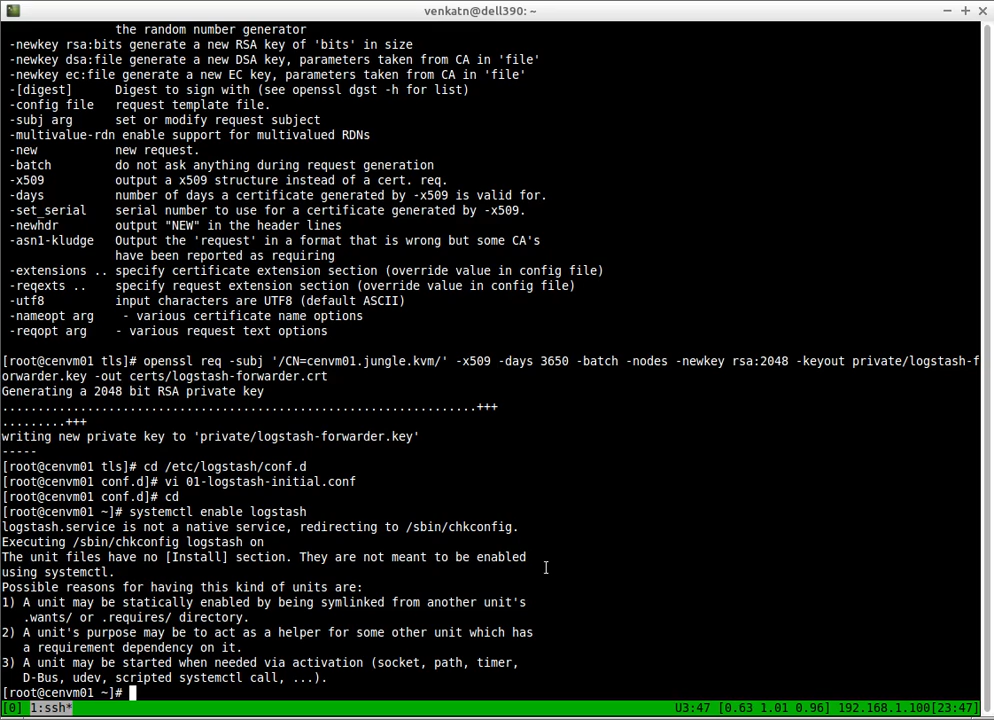 venkatn@dell390: ~
the random number generator
-newkey rsa:bits generate a new RSA key of 'bits' in size
-newkey dsa:file generate a new DSA key, parameters taken from CA in 'file'
-newkey ec:file generate a new EC key, parameters taken from CA in 'file'
-[digest]      Digest to sign with (see openssl dgst -h for list)
-config file   request template file.
-subj arg      set or modify request subject
-multivalue-rdn enable support for multivalued RDNs
-new           new request.
-batch         do not ask anything during request generation
-x509          output a x509 structure instead of a cert. req.
-days          number of days a certificate generated by -x509 is valid for.
-set_serial    serial number to use for a certificate generated by -x509.
-newhdr        output "NEW" in the header lines
-asn1-kludge   Output the 'request' in a format that is wrong but some CA's
have been reported as requiring
-extensions .. specify certificate extension section (override value in config file)
-reqexts ..    specify request extension section (override value in config file)
-utf8          input characters are UTF8 (default ASCII)
-nameopt arg    - various certificate name options
-reqopt arg    - various request text options
[root@cenvm01 tls]# openssl req -subj '/CN=cenvm01.jungle.kvm/' -x509 -days 3650 -batch -nodes -newkey rsa:2048 -keyout private/logstash-f
orwarder.key -out certs/logstash-forwarder.crt
Generating a 2048 bit RSA private key
...................................................................+++
.........+++
writing new private key to 'private/logstash-forwarder.key'
-----
[root@cenvm01 tls]# cd /etc/logstash/conf.d
[root@cenvm01 conf.d]# vi 01-logstash-initial.conf
[root@cenvm01 conf.d]# cd
[root@cenvm01 ~]# systemctl enable logstash
logstash.service is not a native service, redirecting to /sbin/chkconfig.
Executing /sbin/chkconfig logstash on
The unit files have no [Install] section. They are not meant to be enabled
using systemctl.
Possible reasons for having this kind of units are:
1) A unit may be statically enabled by being symlinked from another unit's
.wants/ or .requires/ directory.
2) A unit's purpose may be to act as a helper for some other unit which has
a requirement dependency on it.
3) A unit may be started when needed via activation (socket, path, timer,
D-Bus, udev, scripted systemctl call, ...).
[root@cenvm01 ~]#
[0] 1:ssh* U3:47 [0.63 1.01 0.96] 192.168.1.100[23:47]